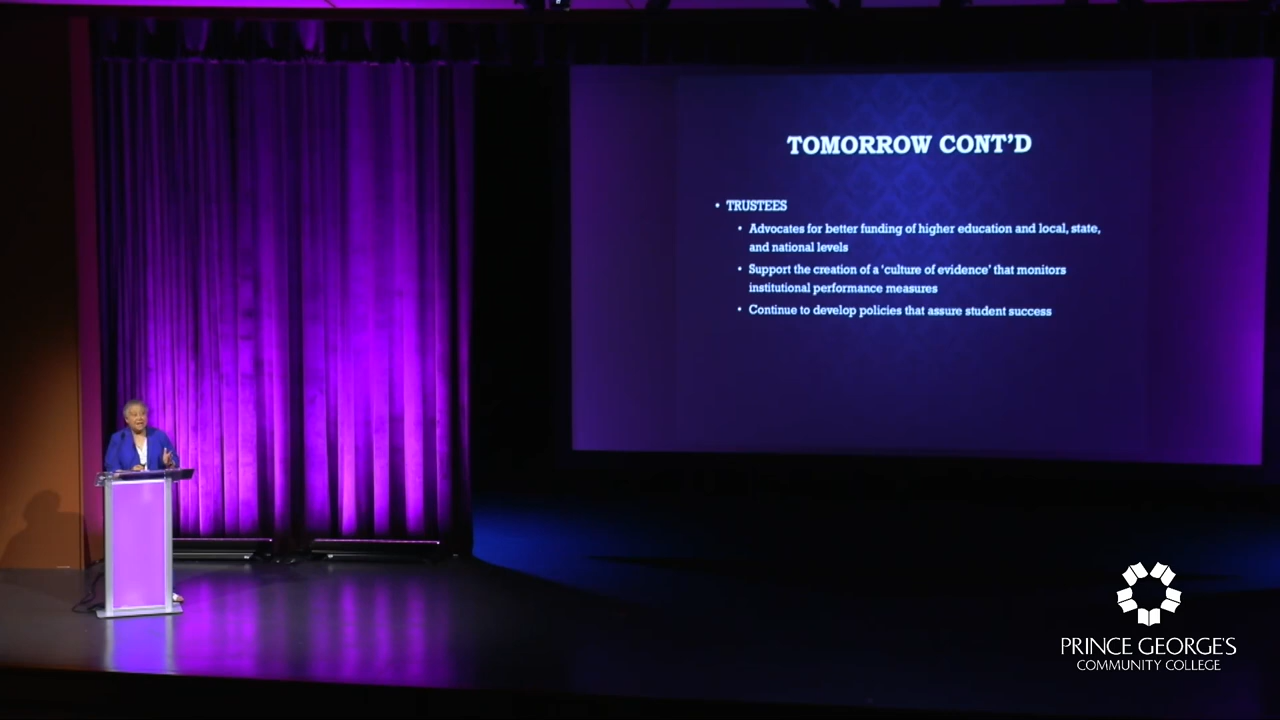 TOMORROW CONT'D
• TRUSTEES
• Advocates for better funding of higher education and local, state,
and national levels
• Support the creation of a 'culture of evidence' that monitors
institutional performance measures
• Continue to develop policies that assure student success
PRINCE GEORGE'S
COMMUNITY COLLEGE